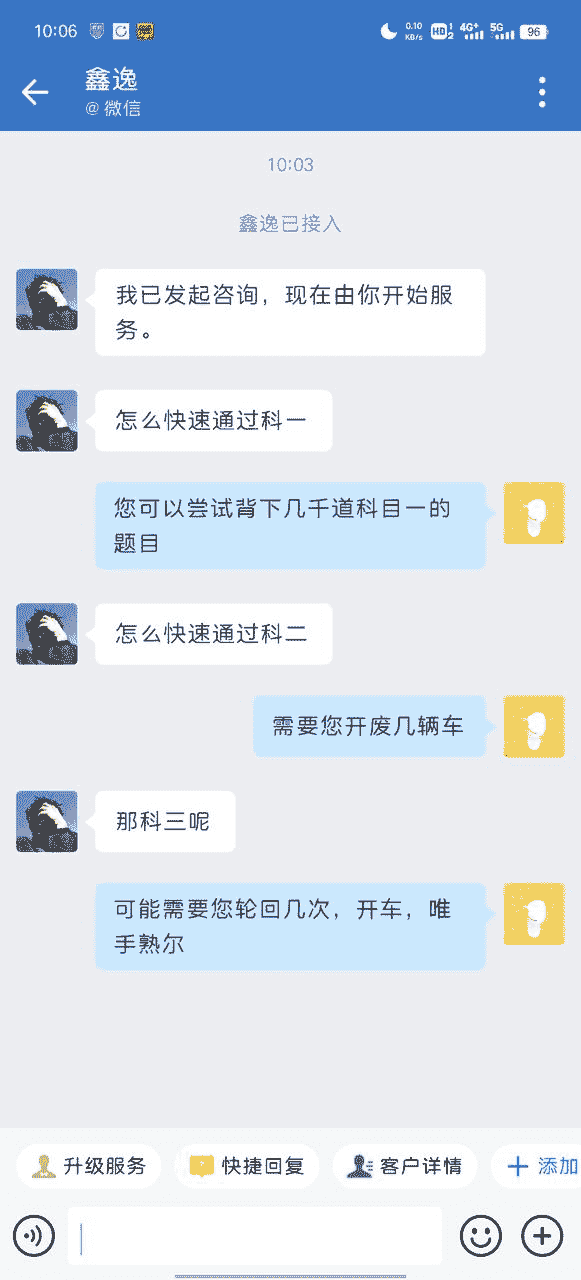 10:06
0.10 KB/s HD 1 2 4G+ 5G 96
鑫逸
@微信
10:03
鑫逸已接入
我已发起咨询，现在由你开始服
务。
怎么快速通过科一
您可以尝试背下几千道科目一的
题目
怎么快速通过科二
需要您开废几辆车
那科三呢
可能需要您轮回几次，开车，唯
手熟尔
升级服务 快捷回复 客户详情 添加